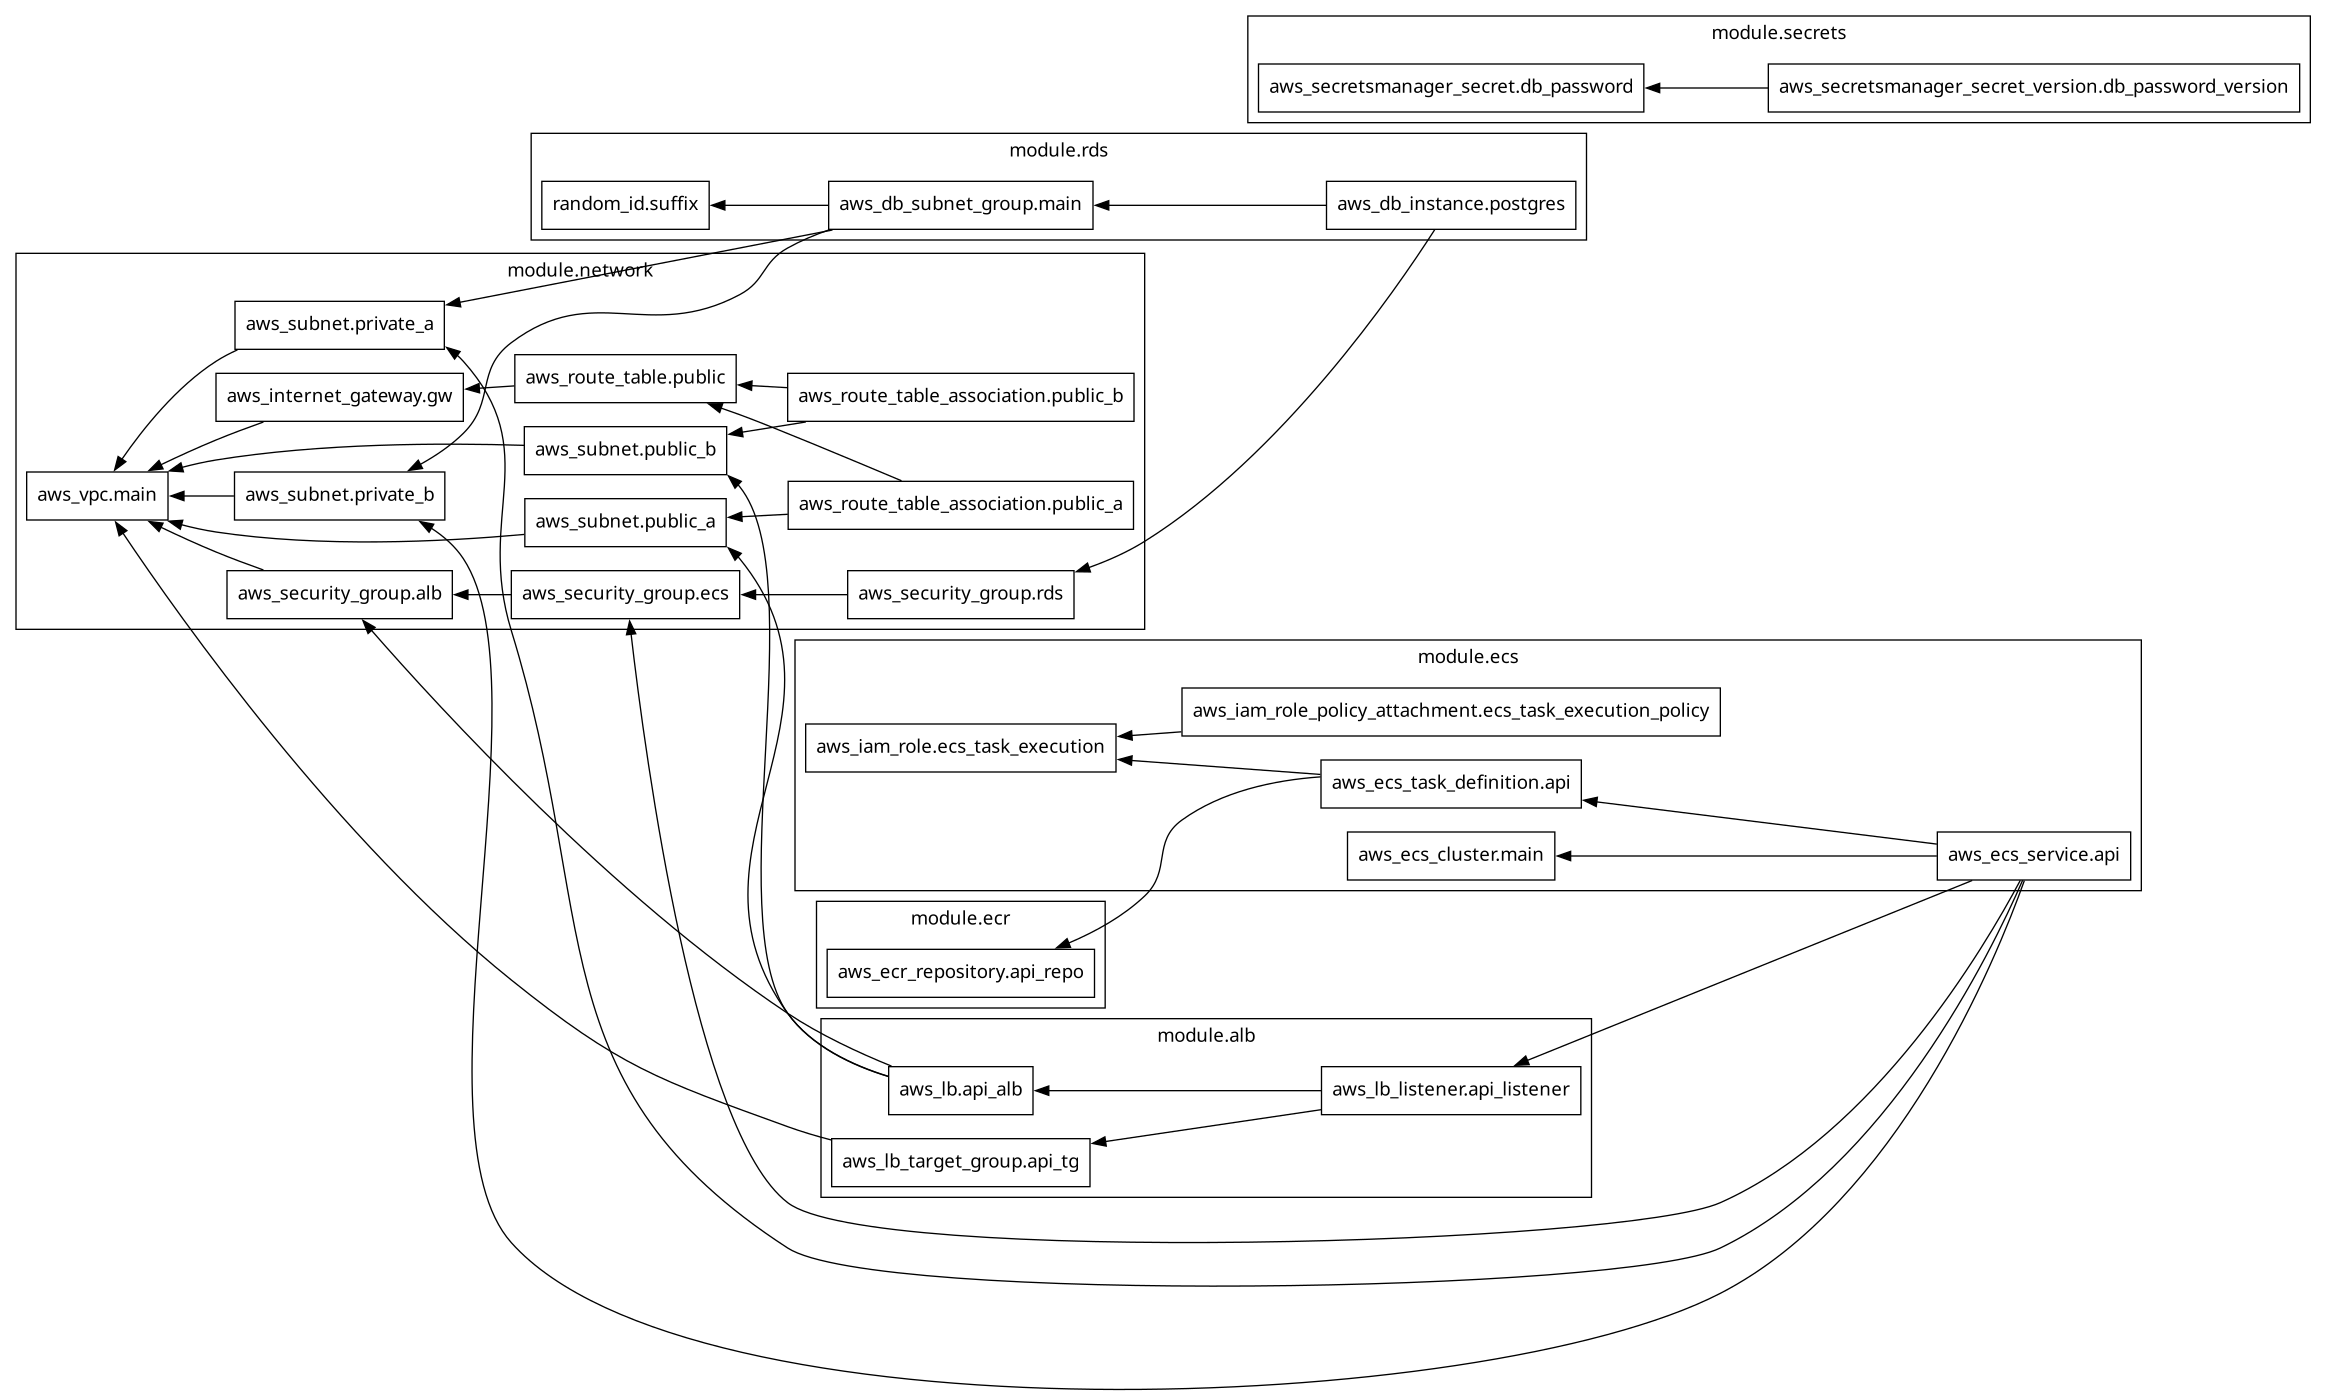 module.secrets
aws_secretsmanager_secret.db_password
aws_secretsmanager_secret_version.db_password_version
module.rds
random_id.suffix
aws_db_subnet_group.main
aws_db_instance.postgres
module.network
aws_subnet.private_a
aws_route_table.public
aws_internet_gateway.gw
aws_route_table_association.public_b
aws_subnet.public_b
aws_vpc.main
aws_subnet.private_b
aws_route_table_association.public_a
aws_subnet.public_a
aws_security_group.alb
aws_security_group.ecs
aws_security_group.rds
module.ecs
aws_iam_role_policy_attachment.ecs_task_execution_policy
aws_iam_role.ecs_task_execution
aws_ecs_task_definition.api
aws_ecs_cluster.main
aws_ecs_service.api
module.ecr
aws_ecr_repository.api_repo
module.alb
aws_lb.api_alb
aws_lb_listener.api_listener
aws_lb_target_group.api_tg